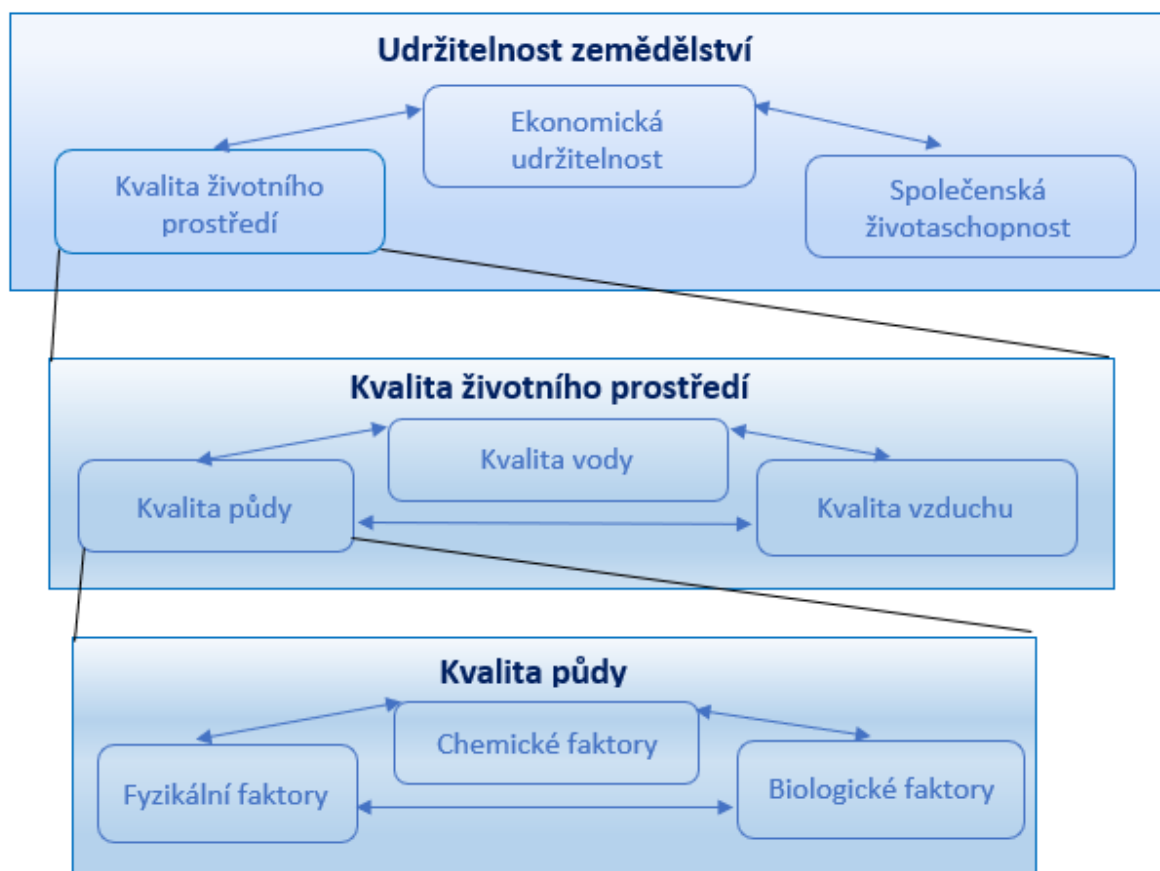 Udržitelnost zemědělství
Ekonomická
udržitelnost
Kvalita životního
prostředí
Společenská
životaschopnost
Kvalita životního prostředí
Kvalita vody
Kvalita půdy
Kvalita vzduchu
Kvalita půdy
Chemické faktory
Fyzikální faktory
Biologické faktory